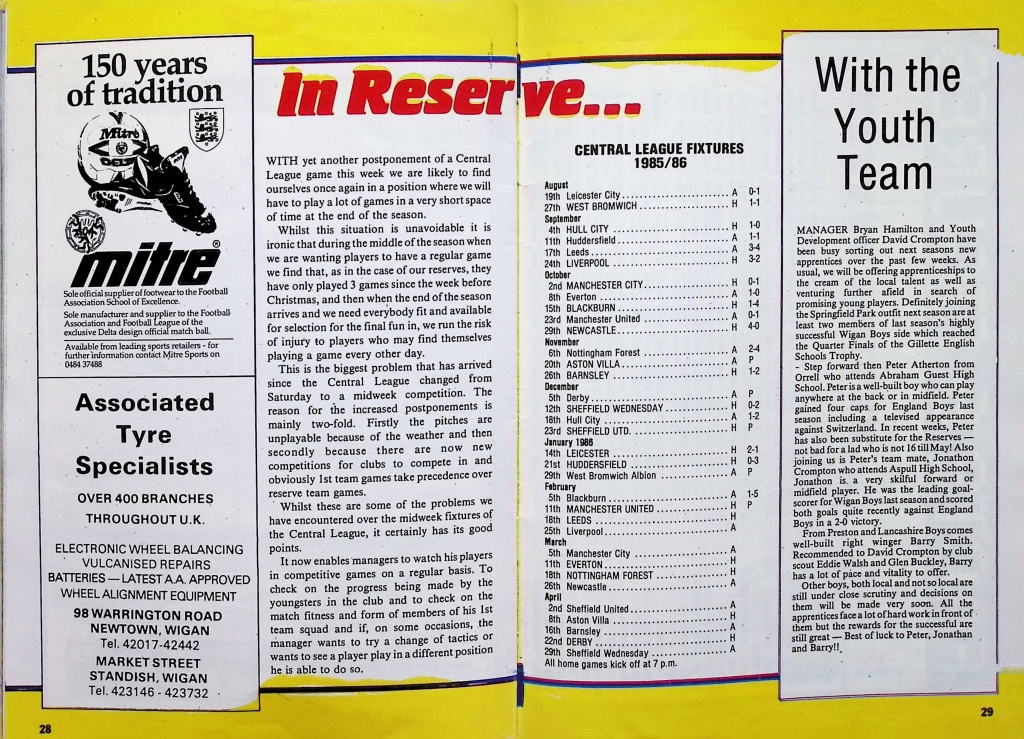 150 years
of tradition
Mitre
DELTA
mitre®
Sole official supplier of footwear to the Football
Association School of Excellence.
Sole manufacturer and supplier to the Football
Association and Football League of the
exclusive Delta design official match ball.
Available from leading sports retailers - for
further information contact Mitre Sports on
0484 37488
Associated
Tyre
Specialists
OVER 400 BRANCHES
THROUGHOUT U.K.
ELECTRONIC WHEEL BALANCING
VULCANISED REPAIRS
BATTERIES — LATEST A.A. APPROVED
WHEEL ALIGNMENT EQUIPMENT
98 WARRINGTON ROAD
NEWTOWN, WIGAN
Tel. 42017-42442
MARKET STREET
STANDISH, WIGAN
Tel. 423146 - 423732
28
In Reserve...
WITH yet another postponement of a Central
League game this week we are likely to find
ourselves once again in a position where we will
have to play a lot of games in a very short space
of time at the end of the season.
Whilst this situation is unavoidable it is
ironic that during the middle of the season when
we are wanting players to have a regular game
we find that, as in the case of our reserves, they
have only played 3 games since the week before
Christmas, and then when the end of the season
arrives and we need everybody fit and available
for selection for the final fun in, we run the risk
of injury to players who may find themselves
playing a game every other day.
This is the biggest problem that has arrived
since the Central League changed from
Saturday to a midweek competition. The
reason for the increased postponements is
mainly two-fold. Firstly the pitches are
unplayable because of the weather and then
secondly because there are now new
competitions for clubs to compete in and
obviously 1st team games take precedence over
reserve team games.
Whilst these are some of the problems we
have encountered over the midweek fixtures of
the Central League, it certainly has its good
points.
It now enables managers to watch his players
in competitive games on a regular basis. To
check on the progress being made by the
youngsters in the club and to check on the
match fitness and form of members of his 1st
team squad and if, on some occasions, the
manager wants to try a change of tactics or
wants to see a player play in a different position
he is able to do so.
CENTRAL LEAGUE FIXTURES
1985/86
August
19th Leicester City .......................... A 0-1
27th WEST BROMWICH .................... H 1-1
September
4th HULL CITY .......................... H 1-0
11th Huddersfield .......................... A 1-1
17th Leeds .......................... A 3-4
24th LIVERPOOL .......................... H 3-2
October
2nd MANCHESTER CITY .................... H 0-1
8th Everton .......................... A 1-0
15th BLACKBURN .......................... H 1-4
23rd Manchester United .................... A 0-1
29th NEWCASTLE .......................... H 4-0
November
6th Nottingham Forest .................... A 2-4
20th ASTON VILLA .......................... A P
26th BARNSLEY .......................... H 1-2
December
5th Derby .......................... A P
12th SHEFFIELD WEDNESDAY .................... H 0-2
18th Hull City .......................... A 1-2
23rd SHEFFIELD UTD. .................... H P
January 1986
14th LEICESTER .......................... H 2-1
21st HUDDERSFIELD .................... H 0-3
29th West Bromwich Albion .................... A P
February
5th Blackburn .......................... A 1-5
11th MANCHESTER UNITED .................... H P
18th LEEDS .......................... H
25th Liverpool .......................... A
March
5th Manchester City .................... A
11th EVERTON .......................... H
18th NOTTINGHAM FOREST .................... H
26th Newcastle .......................... A
April
2nd Sheffield United .................... A
8th Aston Villa .......................... H
16th Barnsley .......................... A
22nd DERBY .......................... H
29th Sheffield Wednesday .................... A
All home games kick off at 7 p.m.
With the
Youth
Team
MANAGER Bryan Hamilton and Youth
Development officer David Crompton have
been busy sorting out next seasons new
apprentices over the past few weeks. As
usual, we will be offering apprenticeships to
the cream of the local talent as well as
venturing further afield in search of
promising young players. Definitely joining
the Springfield Park outfit next season are at
least two members of last season's highly
successful Wigan Boys side which reached
the Quarter Finals of the Gillette English
Schools Trophy.
- Step forward then Peter Atherton from
Orrell who attends Abraham Guest High
School. Peter is a well-built boy who can play
anywhere at the back or in midfield. Peter
gained four caps for England Boys last
season including a televised appearance
against Switzerland. In recent weeks, Peter
has also been substitute for the Reserves —
not bad for a lad who is not 16 till May! Also
joining us is Peter's team mate, Jonathon
Crompton who attends Aspull High School,
Jonathon is a very skilful forward or
midfield player. He was the leading goal-
scorer for Wigan Boys last season and scored
both goals quite recently against England
Boys in a 2-0 victory.
From Preston and Lancashire Boys comes
well-built right winger Barry Smith.
Recommended to David Crompton by club
scout Eddie Walsh and Glen Buckley, Barry
has a lot of pace and vitality to offer.
Other boys, both local and not so local are
still under close scrutiny and decisions on
them will be made very soon. All the
apprentices face a lot of hard work in front of
them but the rewards for the successful are
still great — Best of luck to Peter, Jonathan
and Barry!!
29